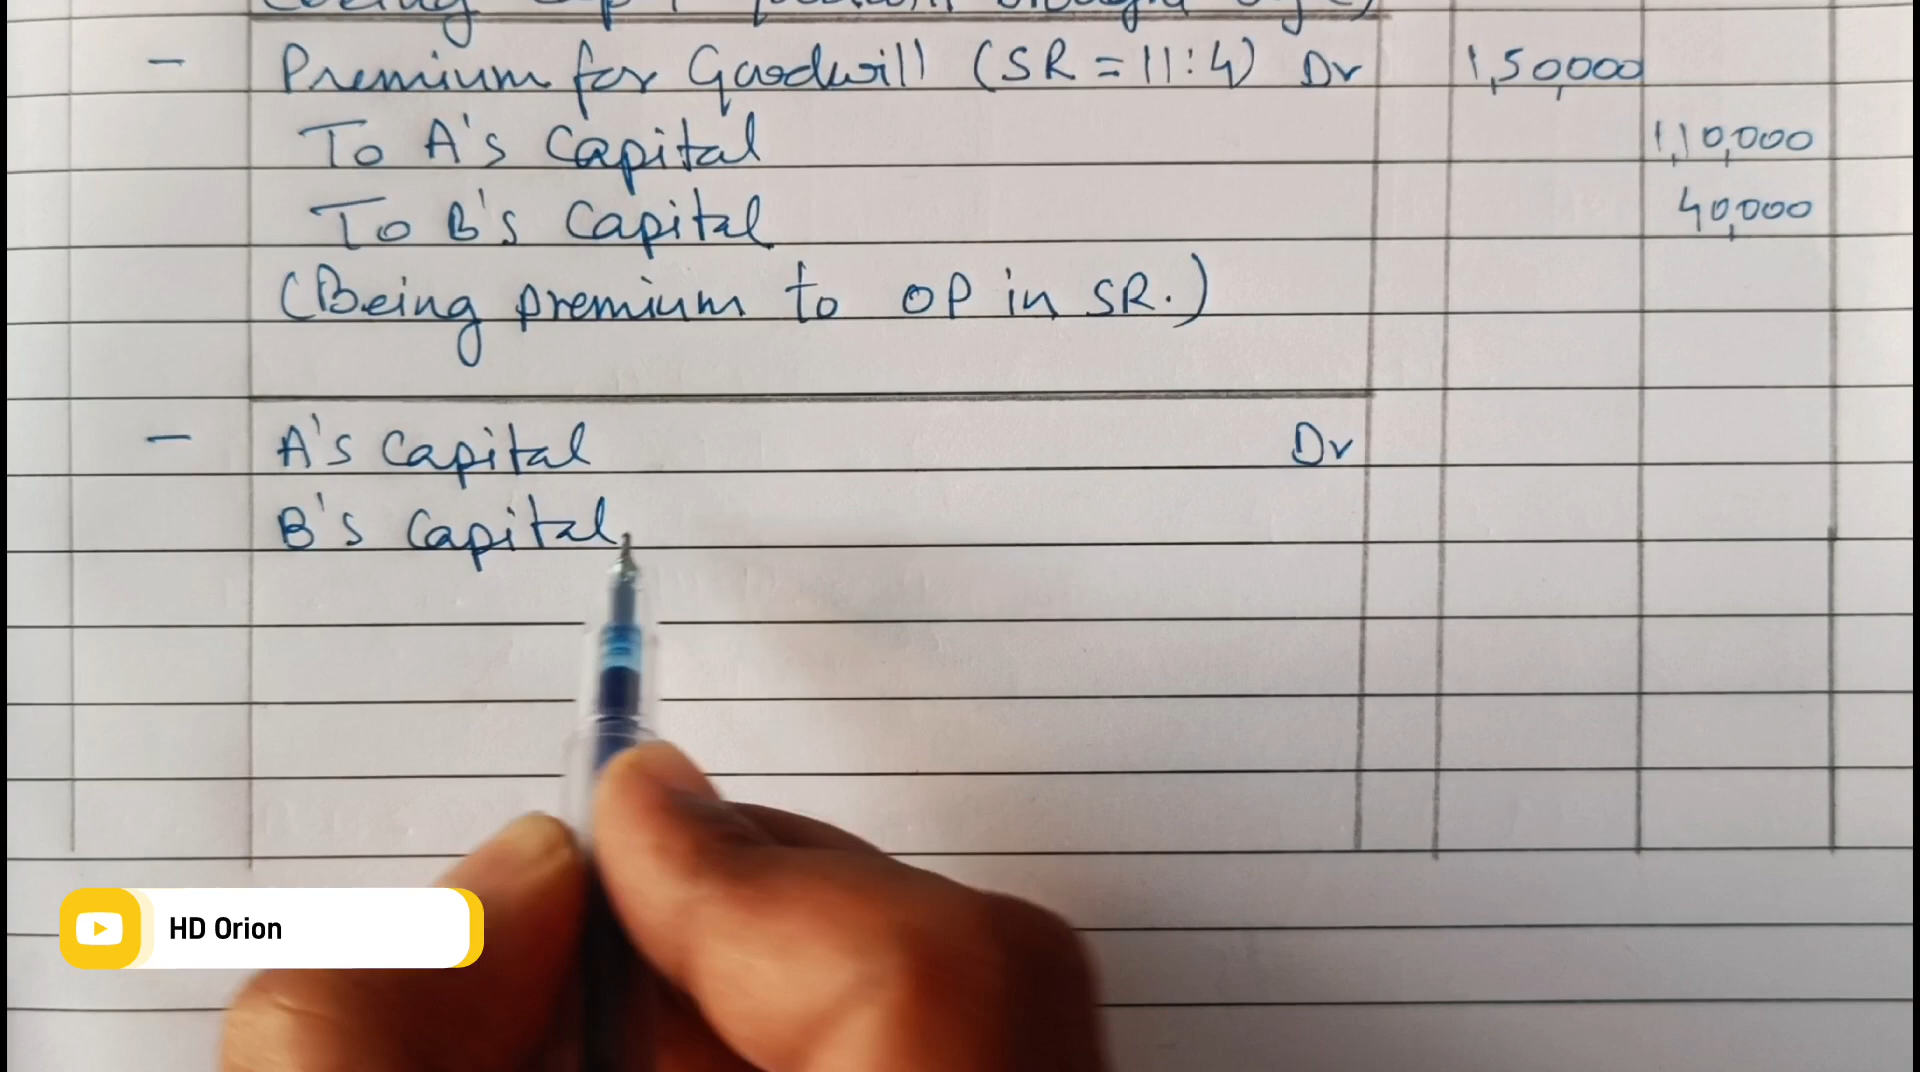 - Premium for Goodwill (SR = 11:4) Dr 1,50,000
To A's Capital 1,10,000
To B's Capital 40,000
(Being premium to OP in SR.)
- A's Capital Dr
B's Capital
HD Orion